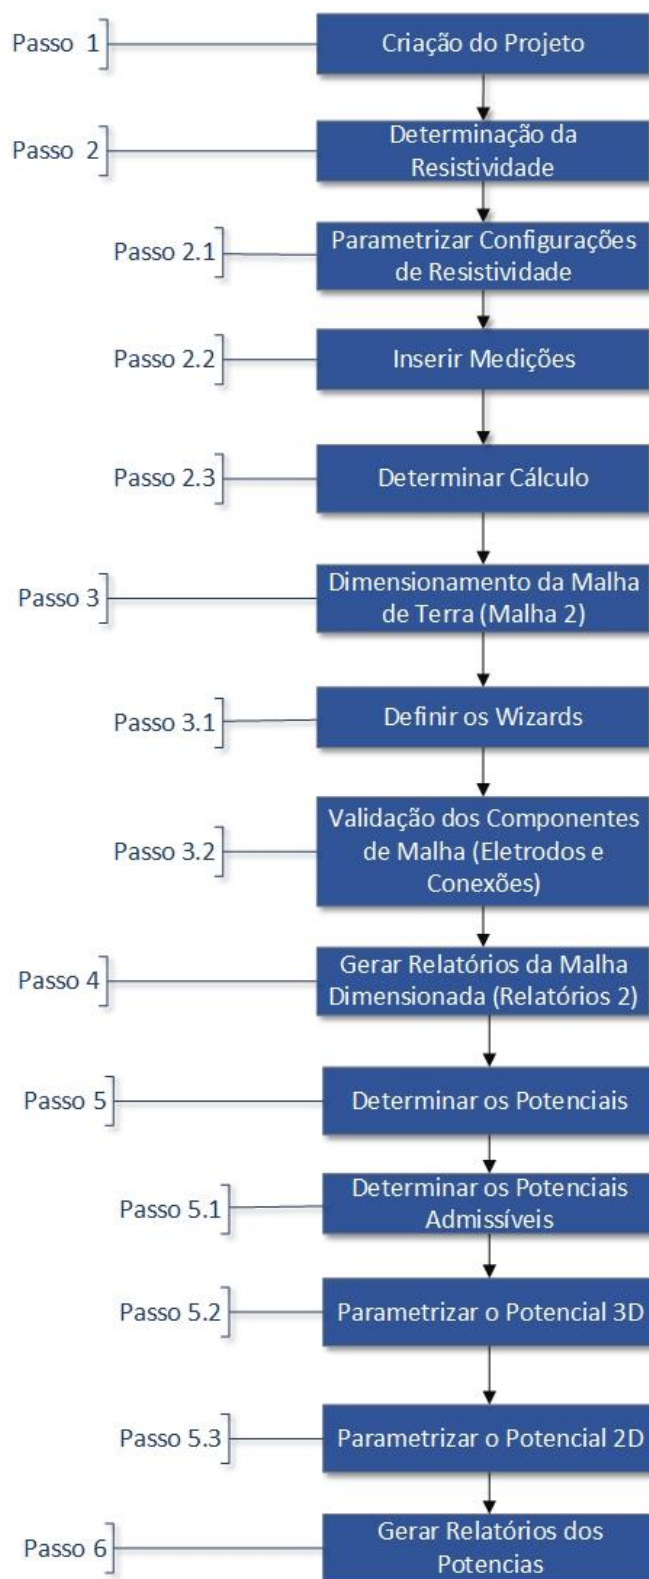 Passo 1
Criação do Projeto
Passo 2
Determinação da
Resistividade
Passo 2.1
Parametrizar Configurações
de Resistividade
Passo 2.2
Inserir Medições
Passo 2.3
Determinar Cálculo
Passo 3
Dimensionamento da Malha
de Terra (Malha 2)
Passo 3.1
Definir os Wizards
Passo 3.2
Validação dos Componentes
de Malha (Eletrodos e
Conexões)
Passo 4
Gerar Relatórios da Malha
Dimensionada (Relatórios 2)
Passo 5
Determinar os Potenciais
Passo 5.1
Determinar os Potenciais
Admissíveis
Passo 5.2
Parametrizar o Potencial 3D
Passo 5.3
Parametrizar o Potencial 2D
Passo 6
Gerar Relatórios dos
Potencias